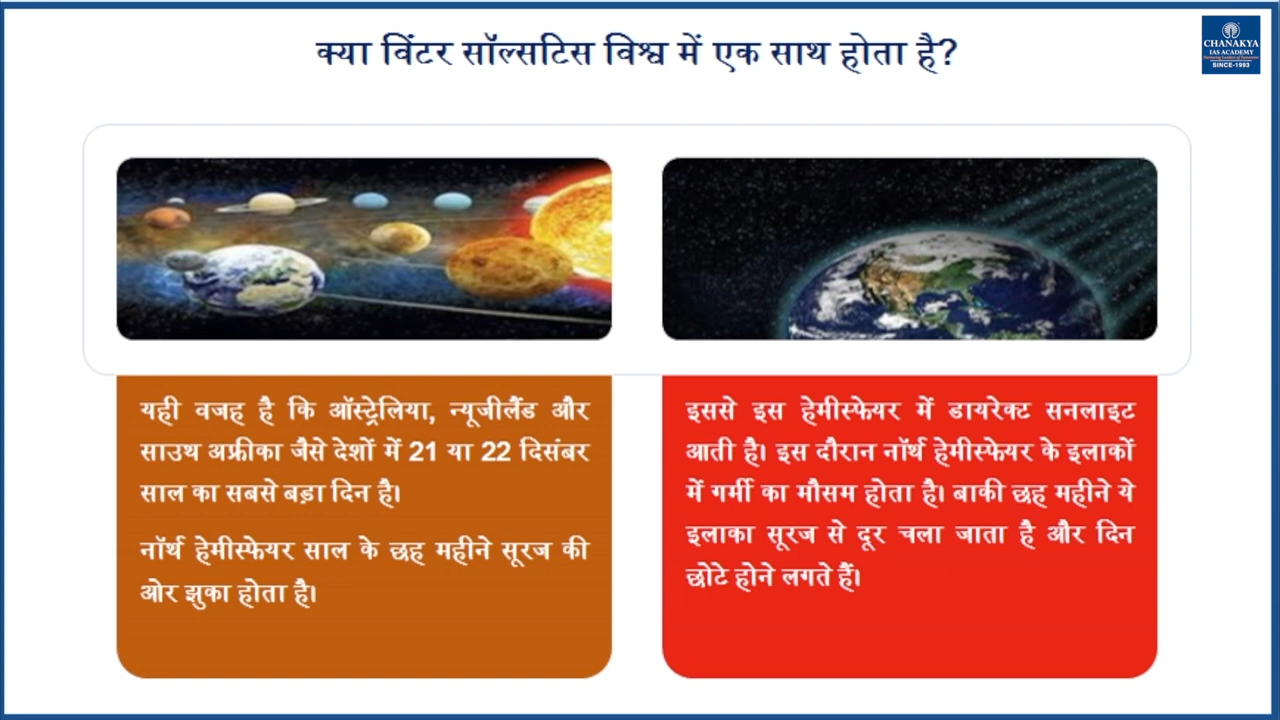 क्या विंटर सॉल्सटिस विश्व में एक साथ होता है?
CHANAKYA
IAS ACADEMY
SINCE-1993
यही वजह है कि ऑस्ट्रेलिया, न्यूजीलैंड और
साउथ अफ्रीका जैसे देशों में 21 या 22 दिसंबर
साल का सबसे बड़ा दिन है।
नॉर्थ हेमीस्फेयर साल के छह महीने सूरज की
ओर झुका होता है।
इससे इस हेमीस्फेयर में डायरेक्ट सनलाइट
आती है। इस दौरान नॉर्थ हेमीस्फेयर के इलाकों
में गर्मी का मौसम होता है। बाकी छह महीने ये
इलाका सूरज से दूर चला जाता है और दिन
छोटे होने लगते हैं।